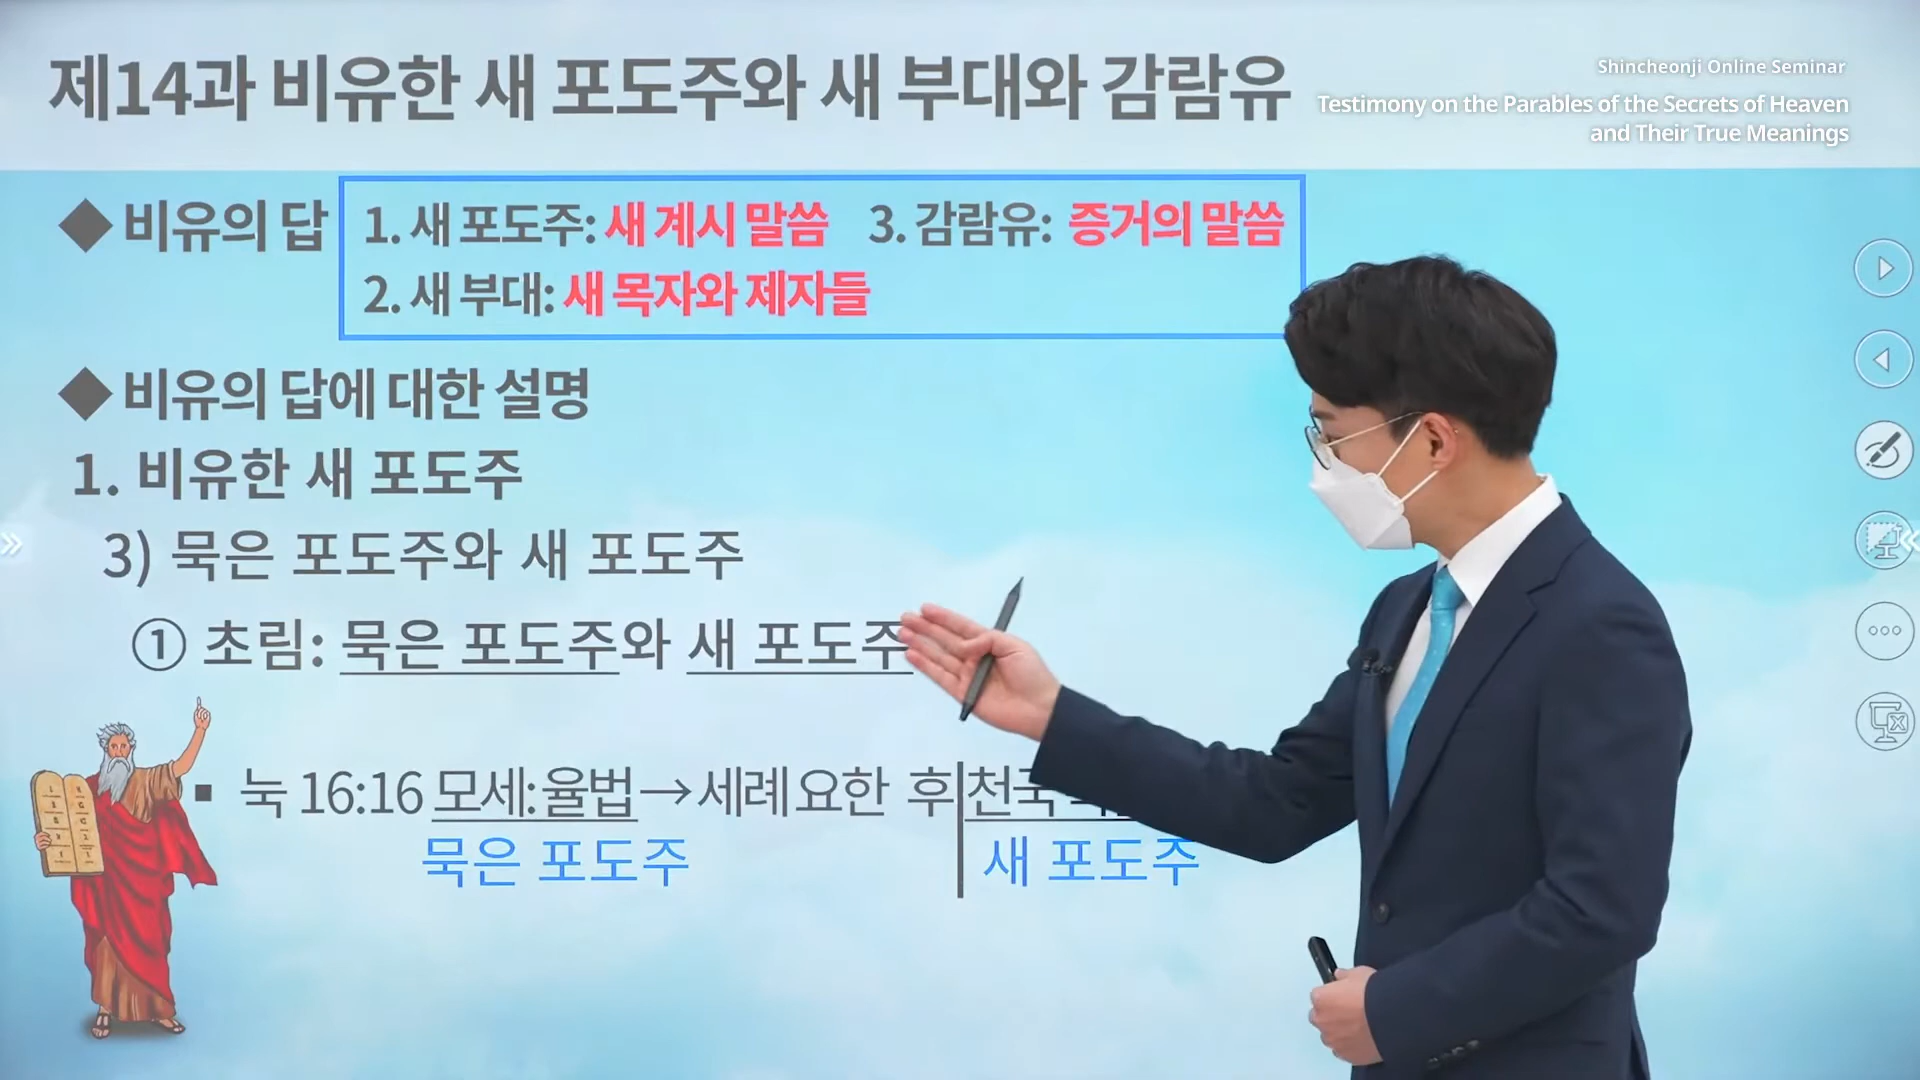 제14과 비유한 새 포도주와 새 부대와 감람유
Shincheonji Online Seminar
Testimony on the Parables of the Secrets of Heaven
and Their True Meanings
◆ 비유의 답
1. 새 포도주: 새 계시 말씀 3. 감람유: 증거의 말씀
2. 새 부대: 새 목자와 제자들
◆ 비유의 답에 대한 설명
1. 비유한 새 포도주
3) 묵은 포도주와 새 포도주
① 초림: 묵은 포도주와 새 포도주
▪ 눅 16:16 모세: 율법→세례 요한 후 천국
묵은 포도주 새 포도주